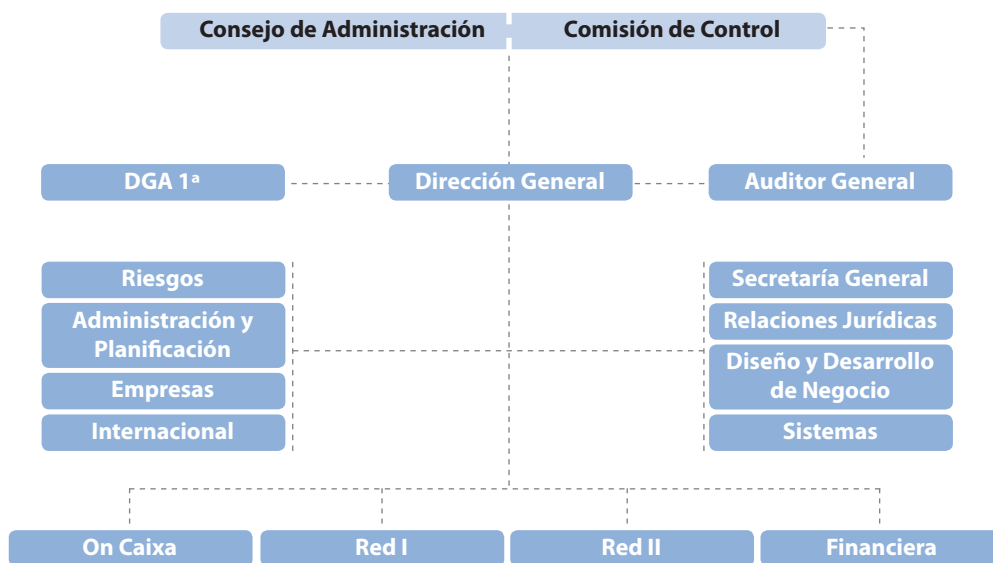 Consejo de Administración
Comisión de Control
DGA 1ª
Dirección General
Auditor General
Riesgos
Administración y
Planificación
Empresas
Internacional
Secretaría General
Relaciones Jurídicas
Diseño y Desarrollo
de Negocio
Sistemas
On Caixa
Red I
Red II
Financiera